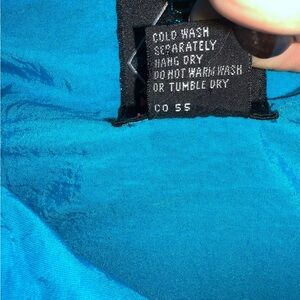 COLD WASH
SEPARATELY
HANG DRY
DO NOT WARM WASH
OR TUMBLE DRY
CO 55